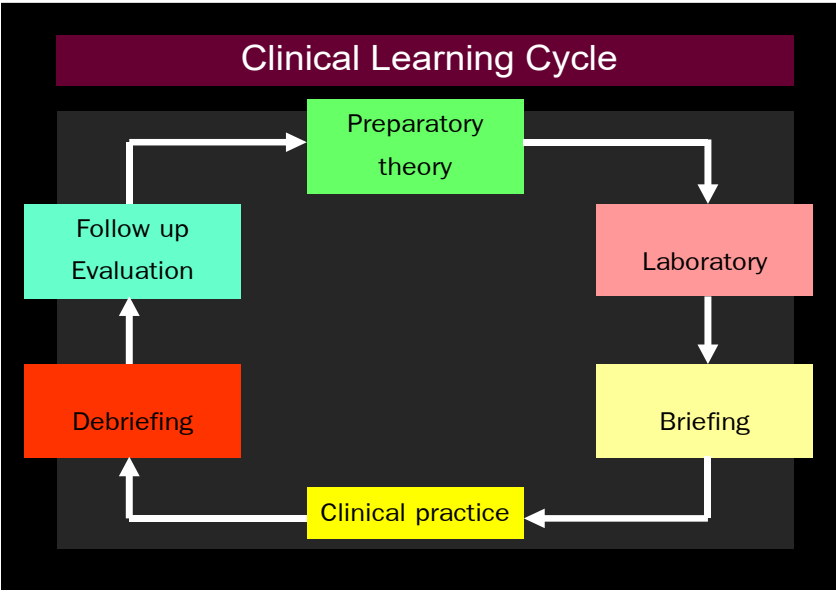 Clinical Learning Cycle
Preparatory
theory
Follow up
Evaluation
Laboratory
Debriefing
Briefing
Clinical practice